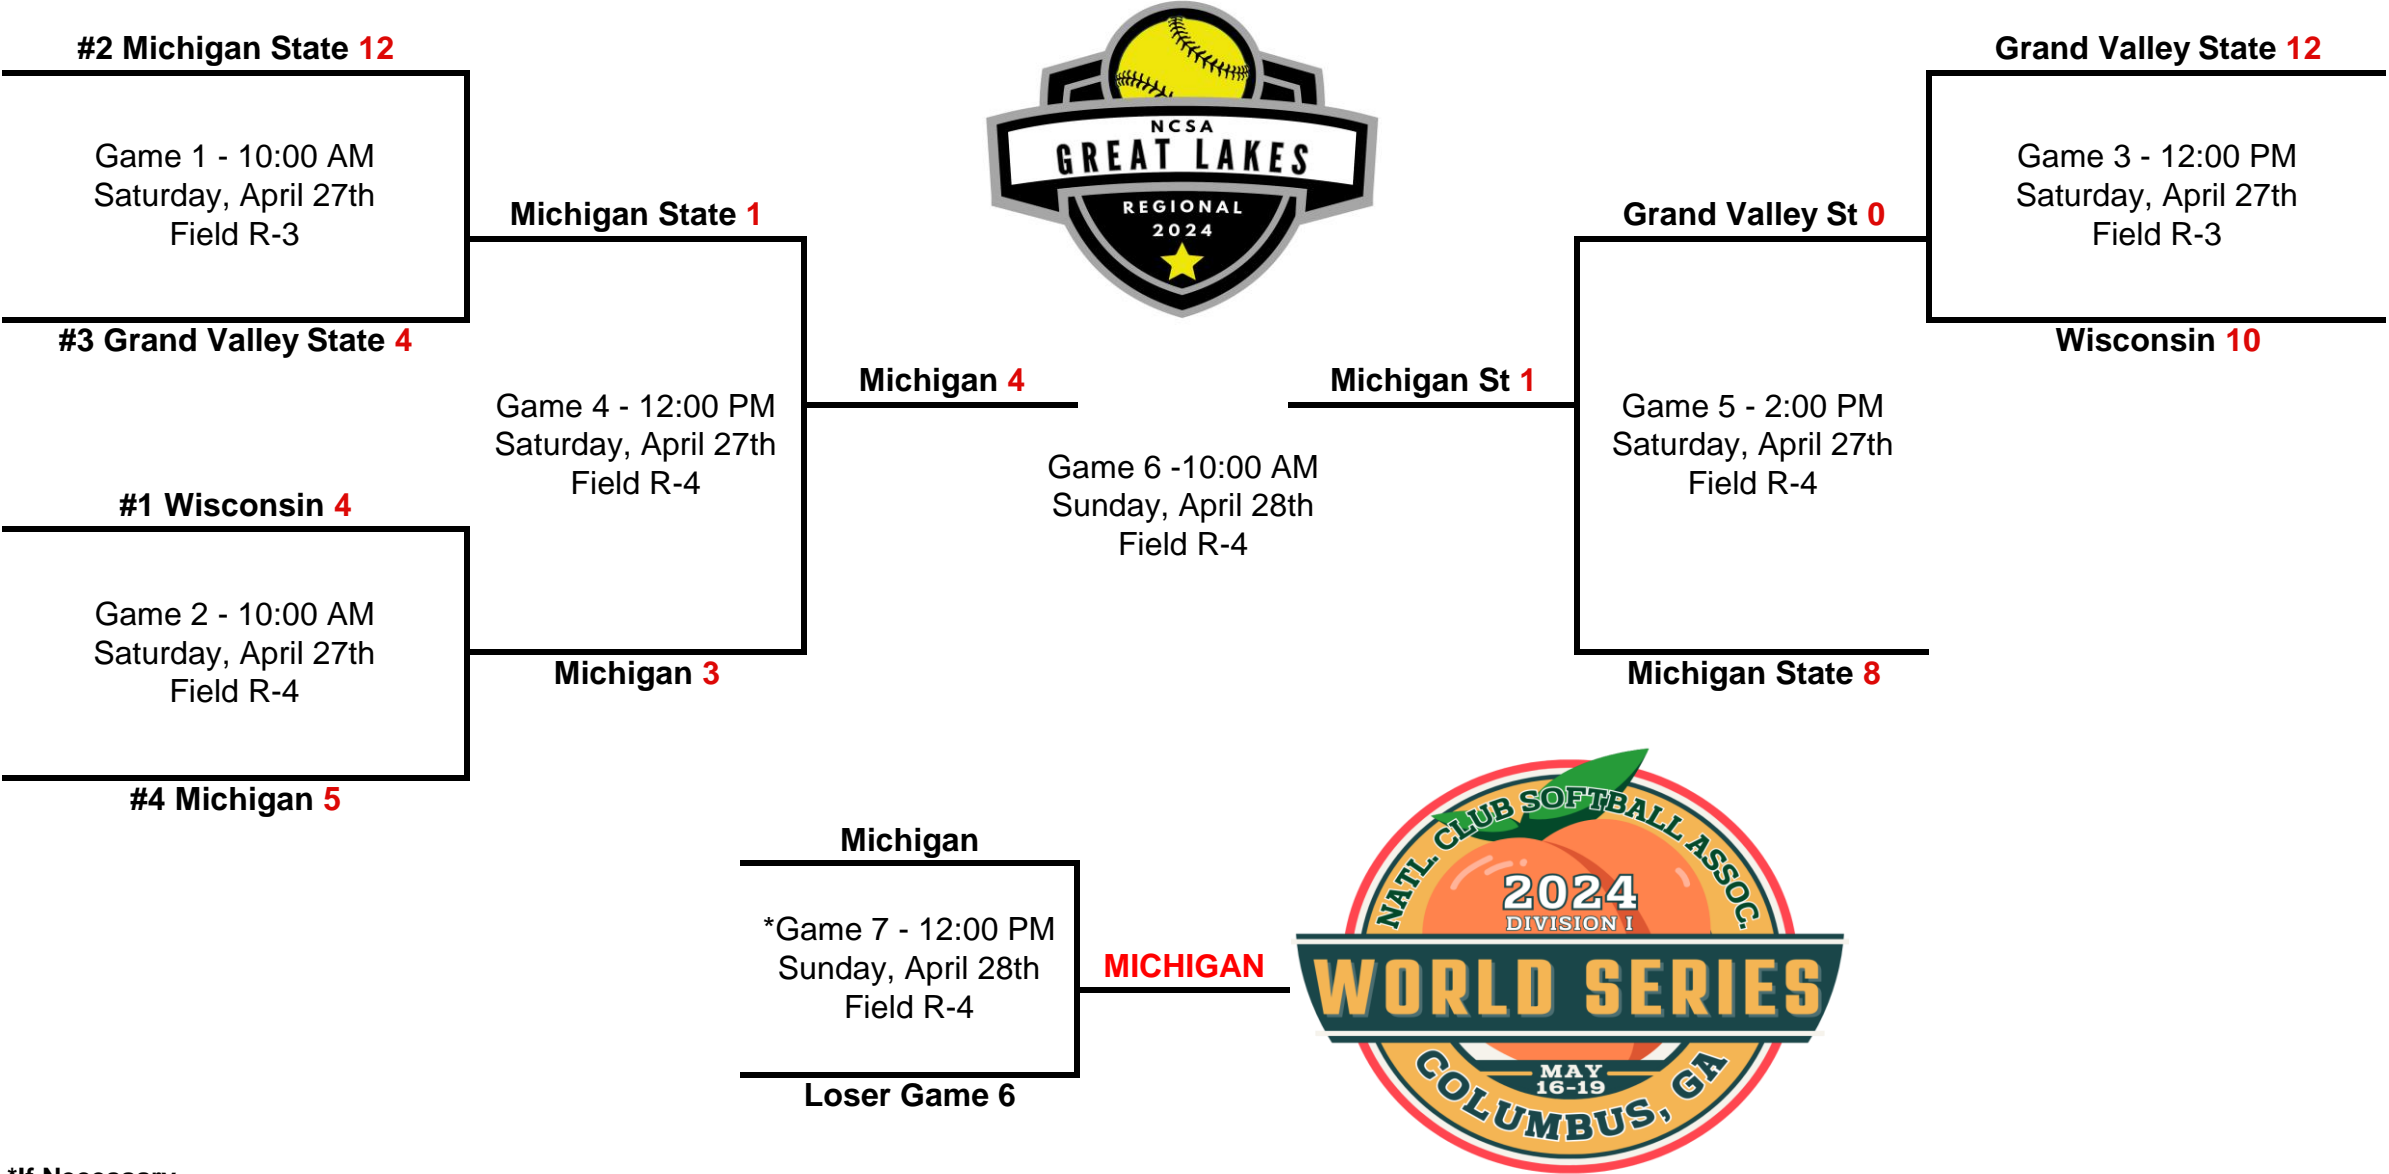 #2 Michigan State 12
Game 1 - 10:00 AM
Saturday, April 27th
Field R-3
#3 Grand Valley State 4
#1 Wisconsin 4
Game 2 - 10:00 AM
Saturday, April 27th
Field R-4
#4 Michigan 5
Michigan State 1
Game 4 - 12:00 PM
Saturday, April 27th
Field R-4
Michigan 3
NCSA
GREAT LAKES
REGIONAL
2024
Michigan 4
Michigan St 1
Game 6 -10:00 AM
Sunday, April 28th
Field R-4
Grand Valley St 0
Game 5 - 2:00 PM
Saturday, April 27th
Field R-4
Michigan State 8
Grand Valley State 12
Game 3 - 12:00 PM
Saturday, April 27th
Field R-3
Wisconsin 10
Michigan
*Game 7 - 12:00 PM
Sunday, April 28th
Field R-4
Loser Game 6
MICHIGAN
NATL. CLUB SOFTBALL ASSOC.
2024
DIVISION I
WORLD SERIES
MAY
16-19
COLUMBUS, GA
*If Necessary